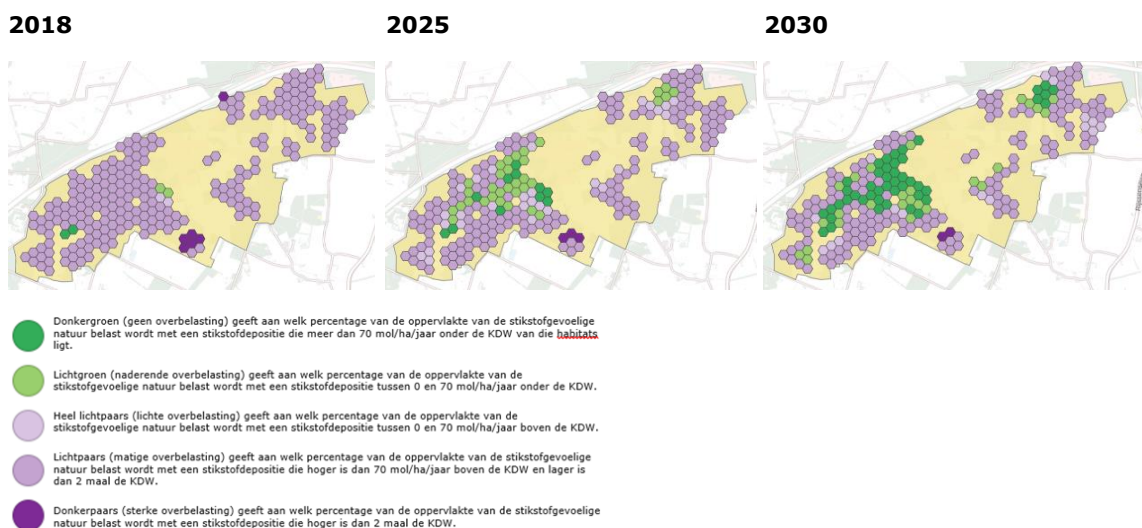 2018
2025
2030
Donkergroen (geen overbelasting) geeft aan welk percentage van de oppervlakte van de stikstofgevoelige
natuur belast wordt met een stikstofdepositie die meer dan 70 mol/ha/jaar onder de KDW van die habitats
ligt.
Lichtgroen (naderende overbelasting) geeft aan welk percentage van de oppervlakte van de
stikstofgevoelige natuur belast wordt met een stikstofdepositie tussen 0 en 70 mol/ha/jaar onder de KDW.
Heel lichtpaars (lichte overbelasting) geeft aan welk percentage van de oppervlakte van de
stikstofgevoelige natuur belast wordt met een stikstofdepositie tussen 0 en 70 mol/ha/jaar boven de KDW.
Lichtpaars (matige overbelasting) geeft aan welk percentage van de oppervlakte van de stikstofgevoelige
natuur belast wordt met een stikstofdepositie die hoger is dan 70 mol/ha/jaar boven de KDW en lager is
dan 2 maal de KDW.
Donkerpaars (sterke overbelasting) geeft aan welk percentage van de oppervlakte van de stikstofgevoelige
natuur belast wordt met een stikstofdepositie die hoger is dan 2 maal de KDW.